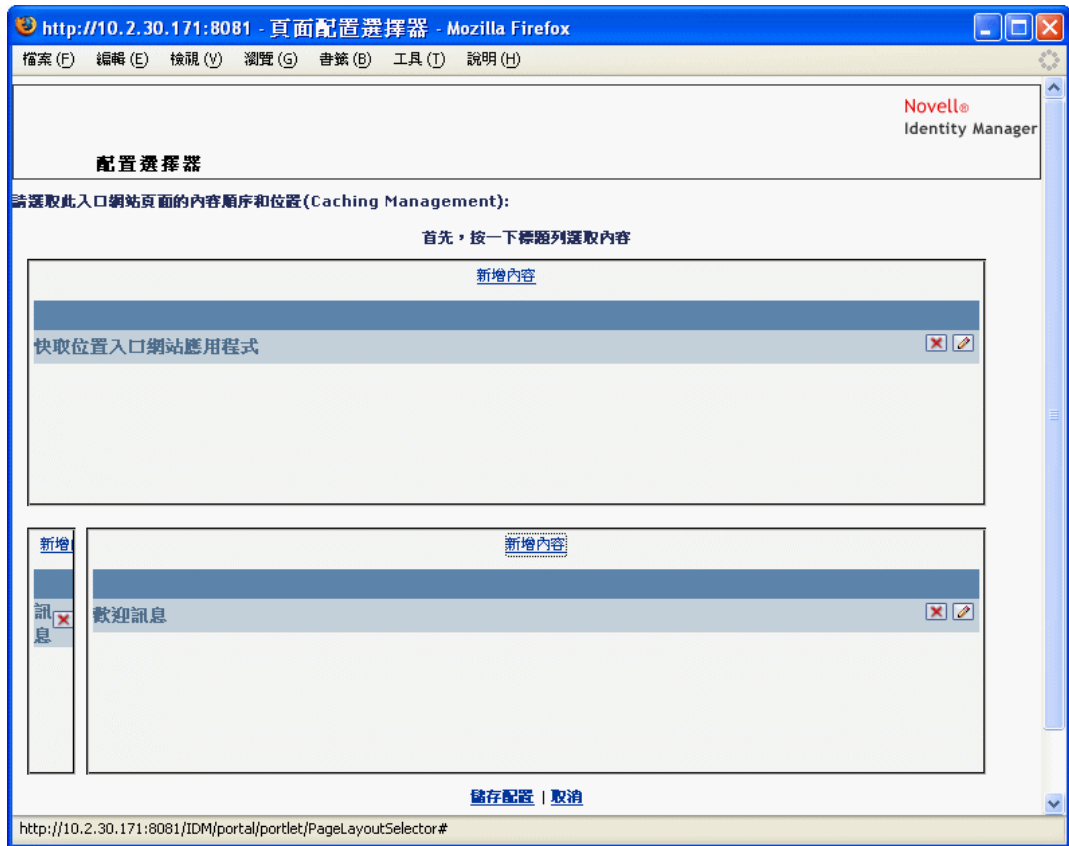 http://10.2.30.171:8081 - 頁面配置選擇器 - Mozilla Firefox
檔案(F) 編輯(E) 檢視(V) 瀏覽(G) 書籤(B) 工具(T) 說明(H)
Novell®
Identity Manager
配置選擇器
請選取此入口網站頁面的內容順序和位置(Caching Management):
首先，按一下標題列選取內容
新增內容
快取位置入口網站應用程式
新增
新增內容
訊息
歡迎訊息
儲存配置 | 取消
http://10.2.30.171:8081/IDM/portal/portlet/PageLayoutSelector#